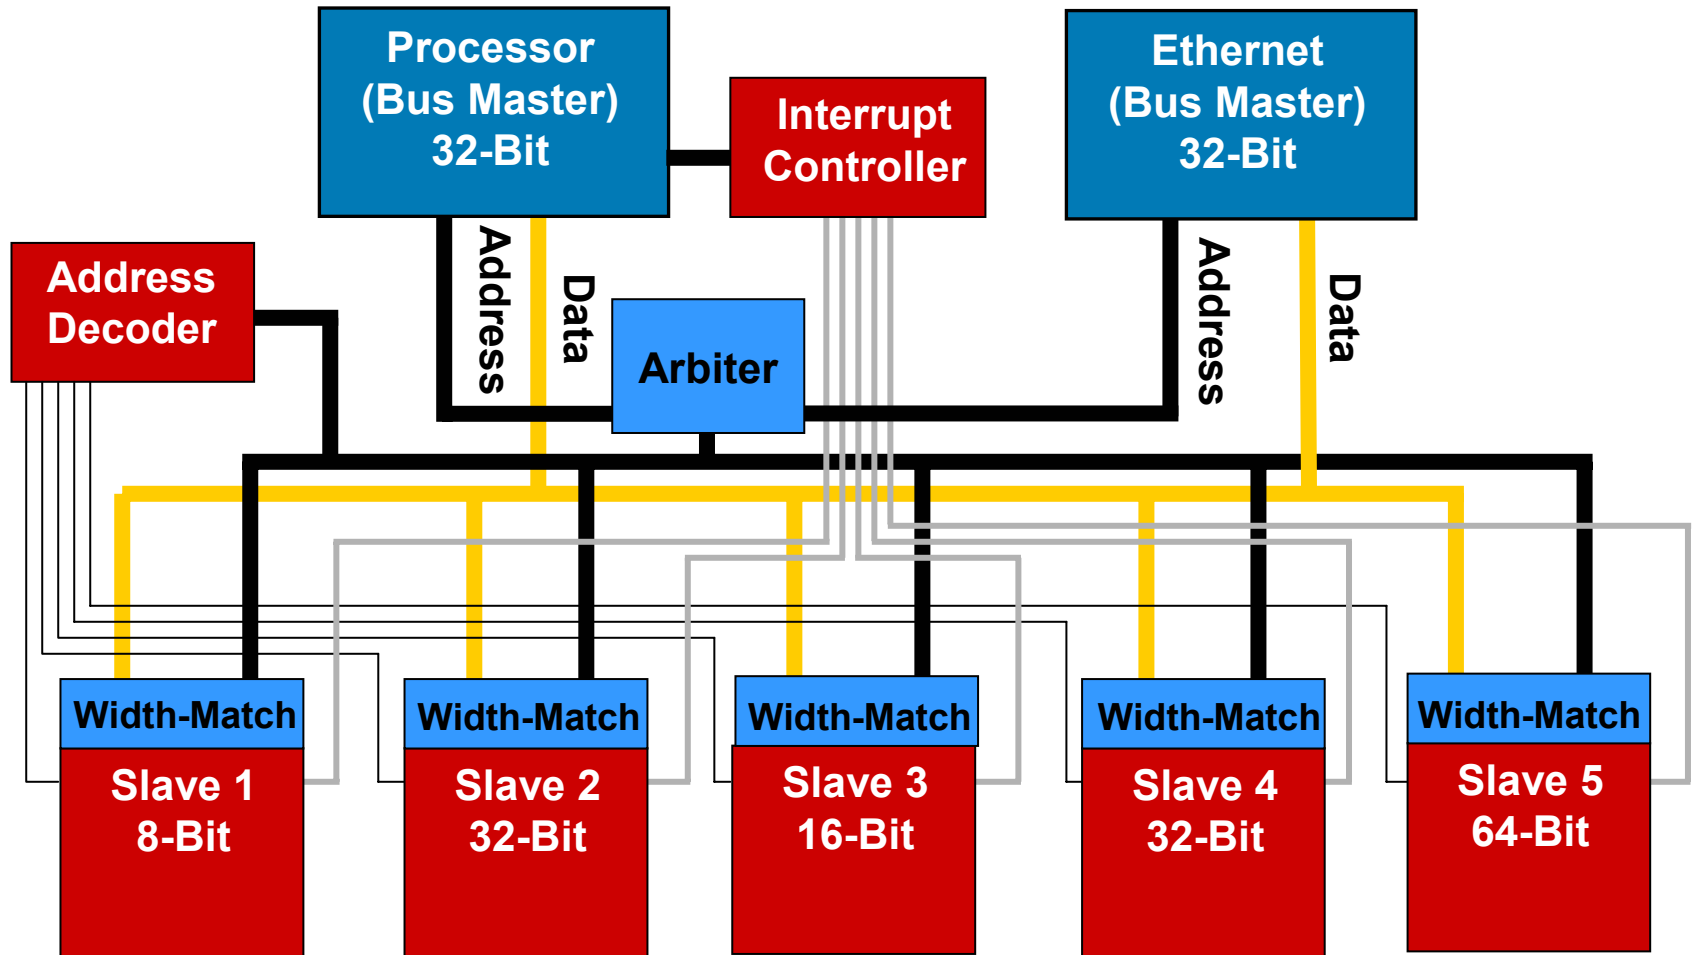 Processor
(Bus Master)
32-Bit
Interrupt
Controller
Ethernet
(Bus Master)
32-Bit
Address
Decoder
Address
Data
Arbiter
Address
Data
Width-Match
Slave 1
8-Bit
Width-Match
Slave 2
32-Bit
Width-Match
Slave 3
16-Bit
Width-Match
Slave 4
32-Bit
Width-Match
Slave 5
64-Bit